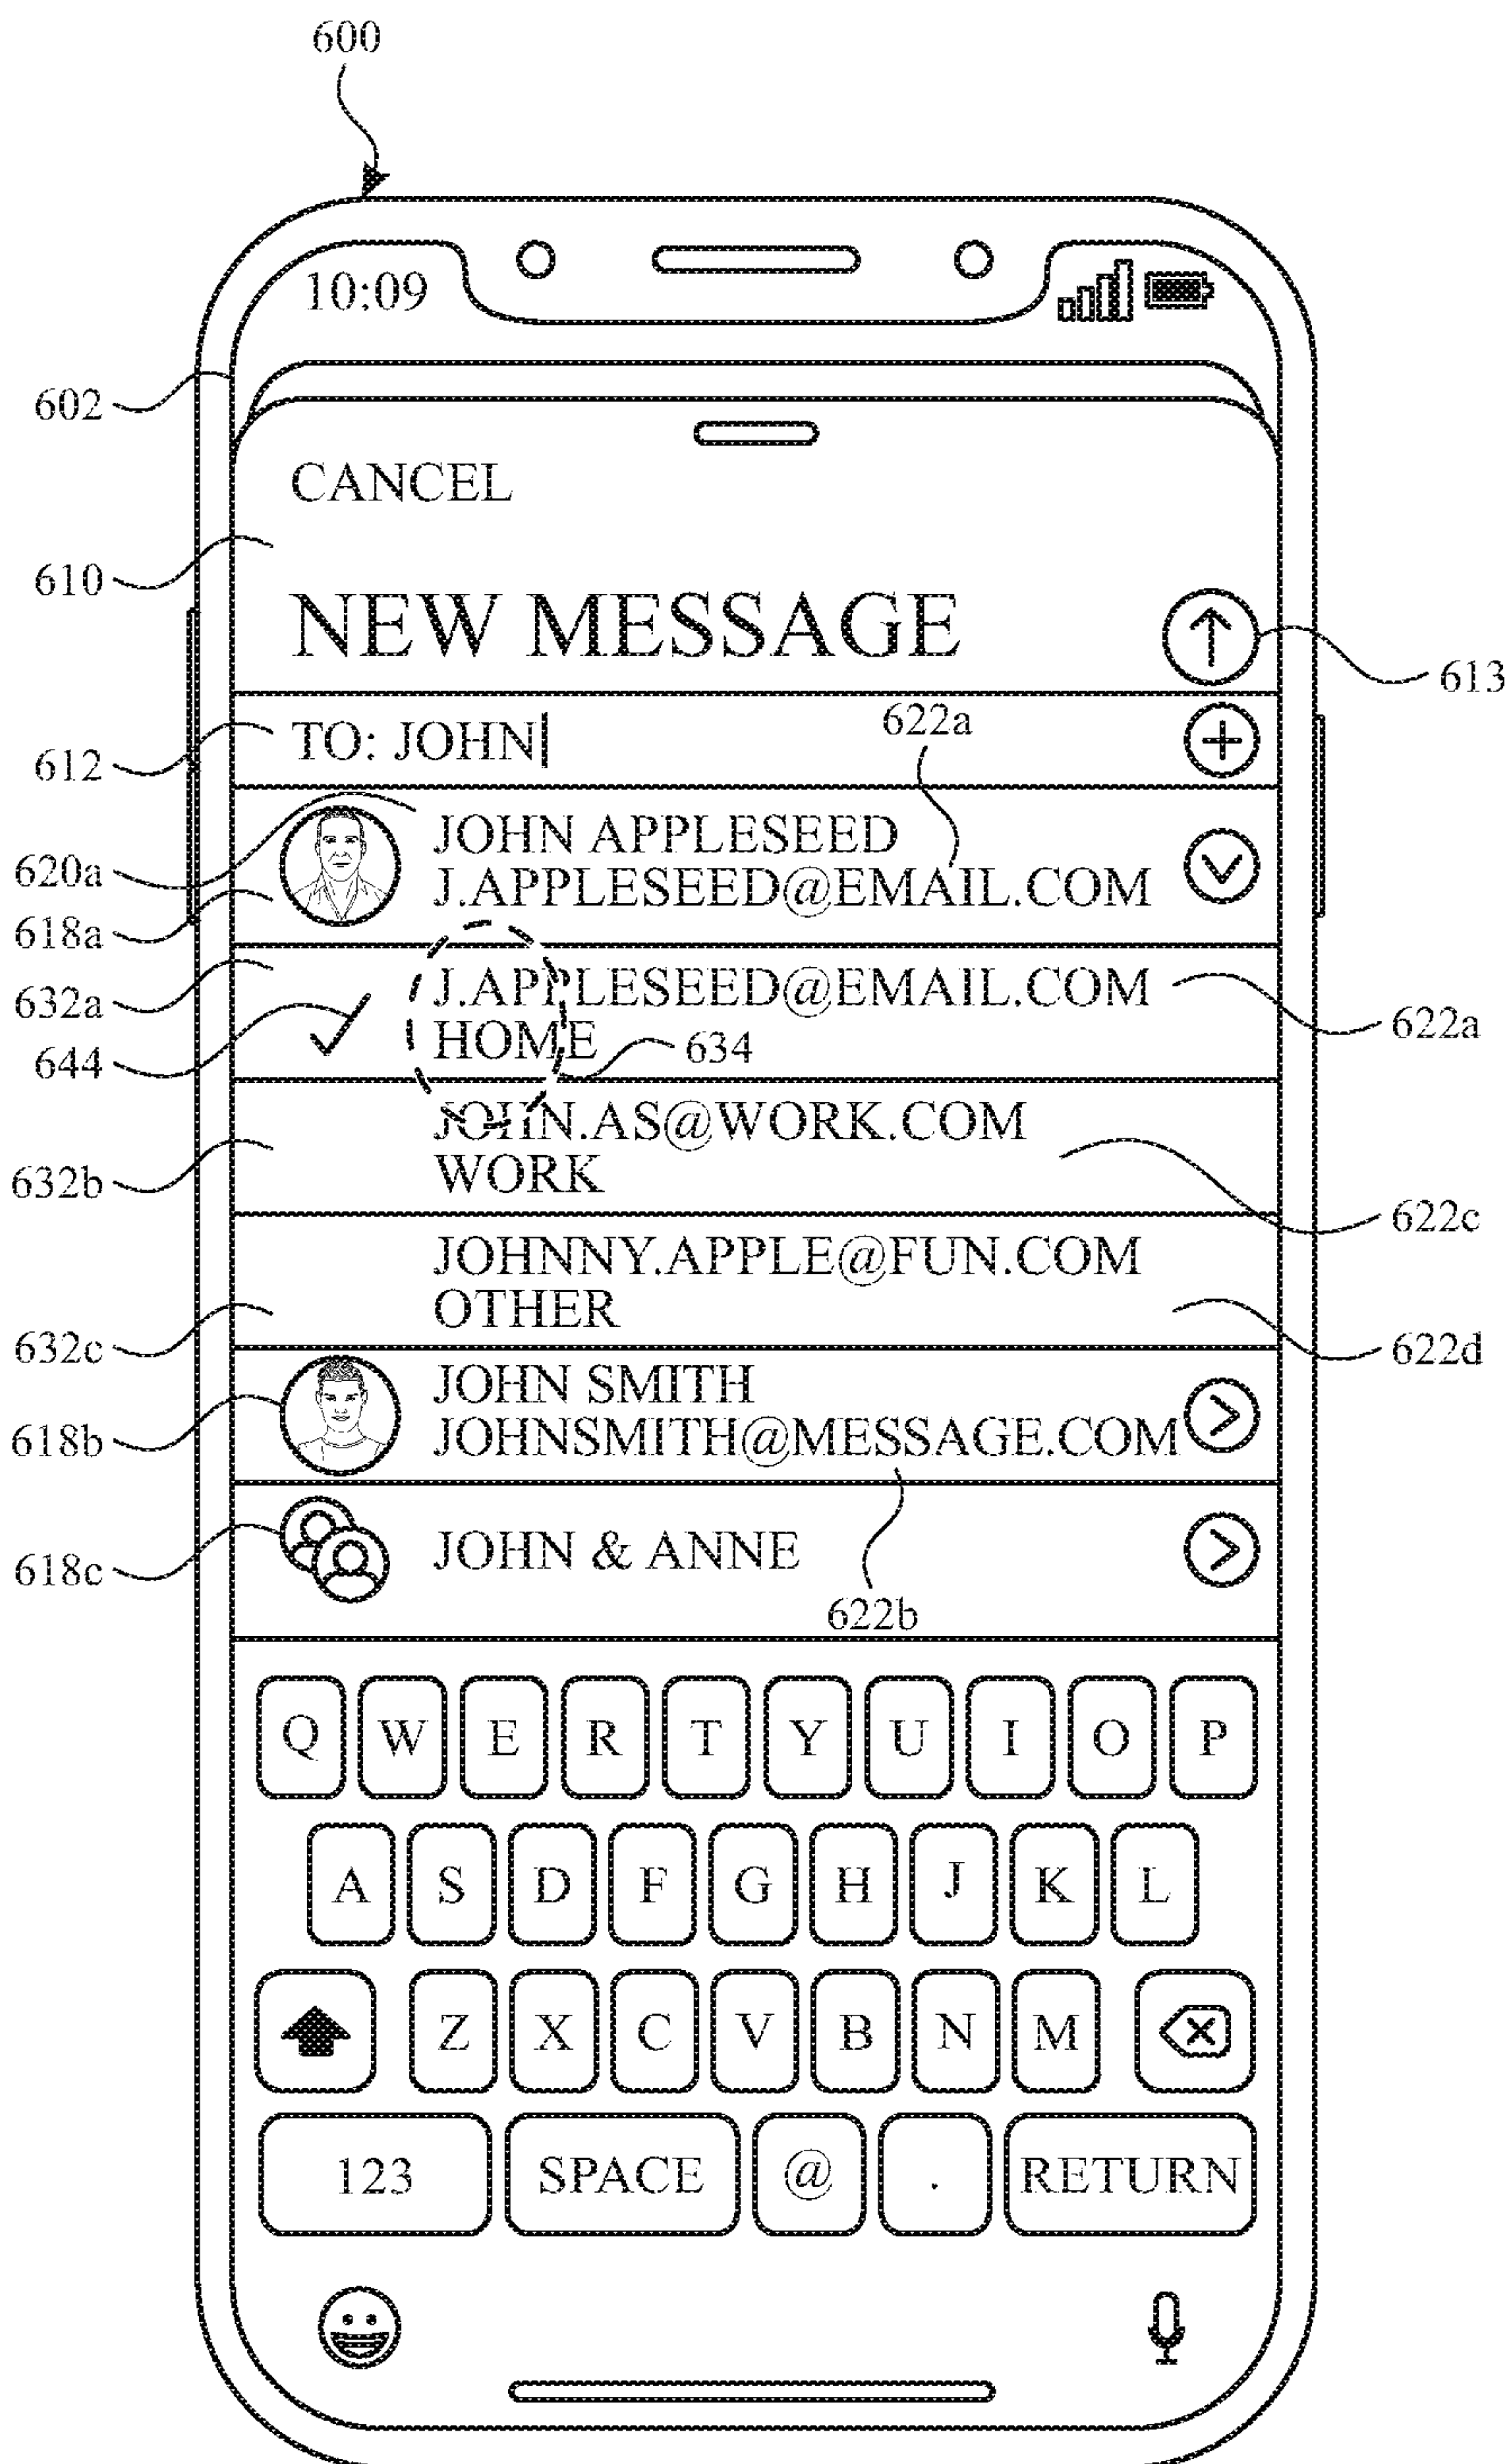 600
10:09
602
CANCEL
610
NEW MESSAGE
613
622a
612
TO: JOHN
620a
JOHN APPLESEED
J.APPLESEED@EMAIL.COM
618a
632a
J.APPLESEED@EMAIL.COM
622a
HOME
634
644
JOHN.AS@WORK.COM
632b
WORK
622c
JOHNNY.APPLE@FUN.COM
OTHER
632c
622d
JOHN SMITH
618b
JOHNSMITH@MESSAGE.COM
618c
JOHN & ANNE
622b
Q W E R T Y U I O P
A S D F G H J K L
Z X C V B N M
123 SPACE @ . RETURN